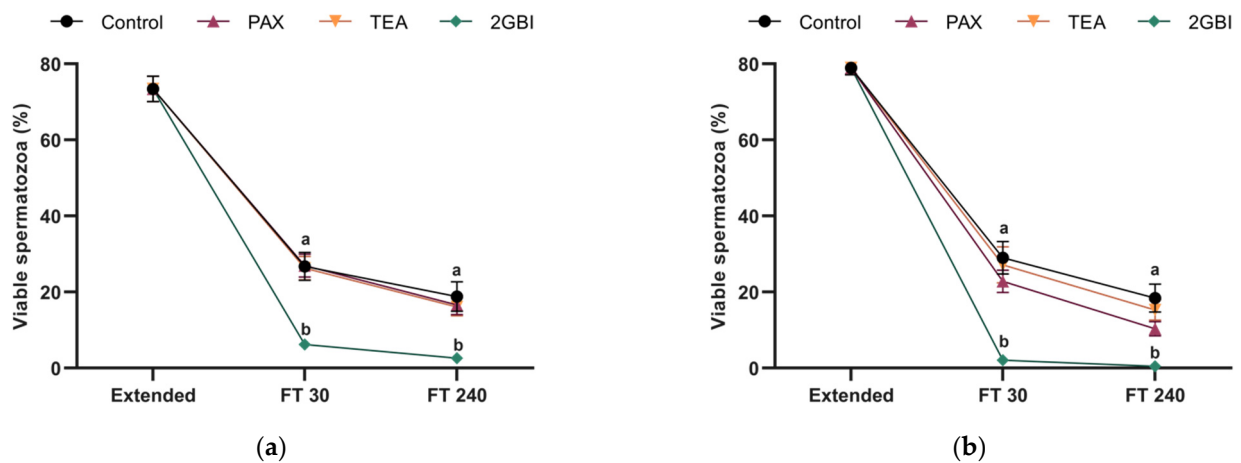 Control PAX TEA 2GBI
Viable spermatozoa (%)
80
60
40
20
0
a
a
b
b
Extended FT 30 FT 240
(a)
Control PAX TEA 2GBI
Viable spermatozoa (%)
80
60
40
20
0
a
a
b
b
Extended FT 30 FT 240
(b)